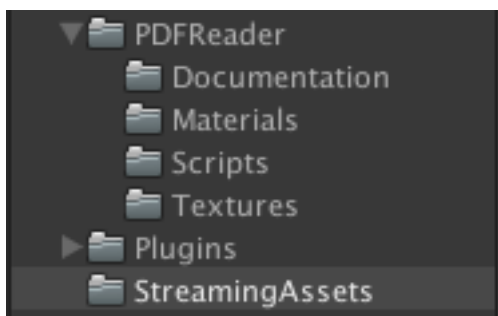 PDFReader
Documentation
Materials
Scripts
Textures
Plugins
StreamingAssets